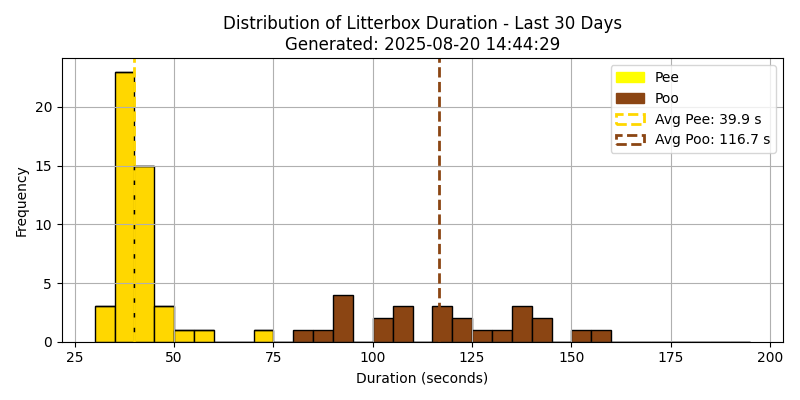 Distribution of Litterbox Duration - Last 30 Days
Generated: 2025-08-20 14:44:29
Pee
Poo
Avg Pee: 39.9 s
Avg Poo: 116.7 s
Frequency
20
15
10
5
0
25 50 75 100 125 150 175 200
Duration (seconds)